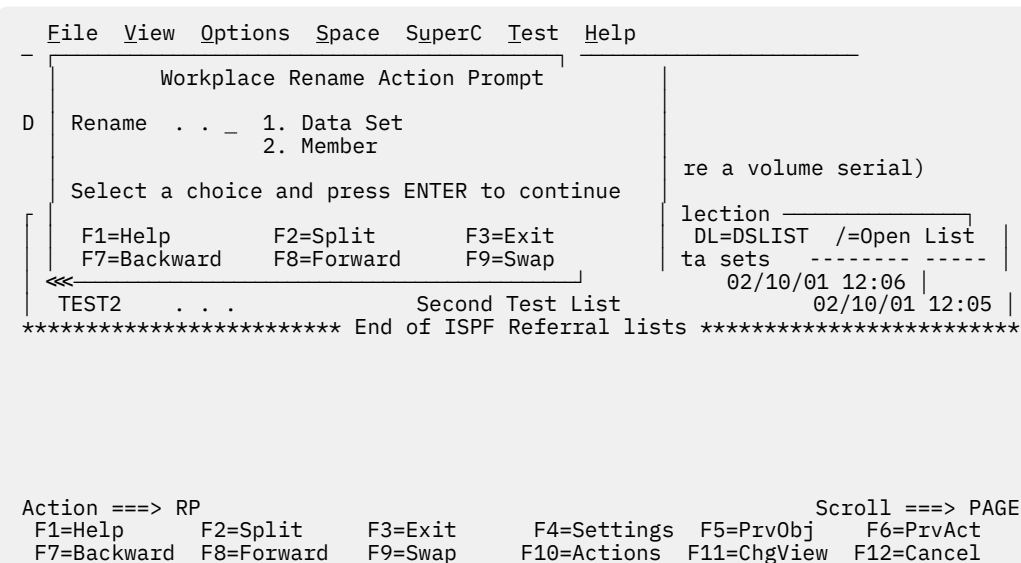 File View Options Space SuperC Test Help
Workplace Rename Action Prompt
D Rename . . _ 1. Data Set
2. Member
re a volume serial)
Select a choice and press ENTER to continue
lection
F1=Help F2=Split F3=Exit DL=DSLIST /=Open List
F7=Backward F8=Forward F9=Swap ta sets -------- -----
<<< 02/10/01 12:06
TEST2 . . . Second Test List 02/10/01 12:05
************************* End of ISPF Referral lists *************************
Action ===> RP Scroll ===> PAGE
F1=Help F2=Split F3=Exit F4=Settings F5=PrvObj F6=PrvAct
F7=Backward F8=Forward F9=Swap F10=Actions F11=ChgView F12=Cancel